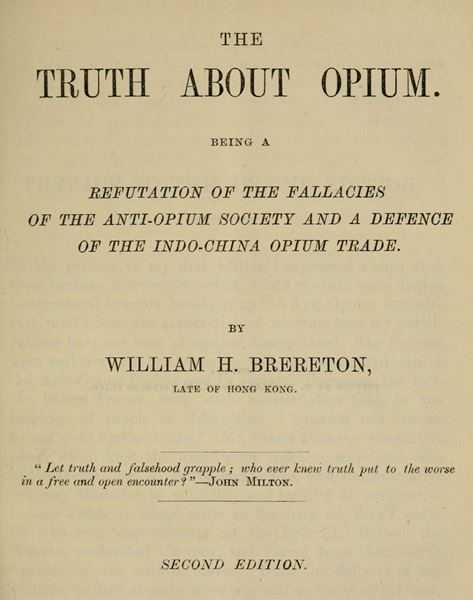 THE
TRUTH ABOUT OPIUM.
BEING A
REFUTATION OF THE FALLACIES
OF THE ANTI-OPIUM SOCIETY AND A DEFENCE
OF THE INDO-CHINA OPIUM TRADE.
BY
WILLIAM H. BRERETON,
LATE OF HONG KONG.
“Let truth and falsehood grapple; who ever knew truth put to the worse
in a free and open encounter?”—JOHN MILTON.
SECOND EDITION.